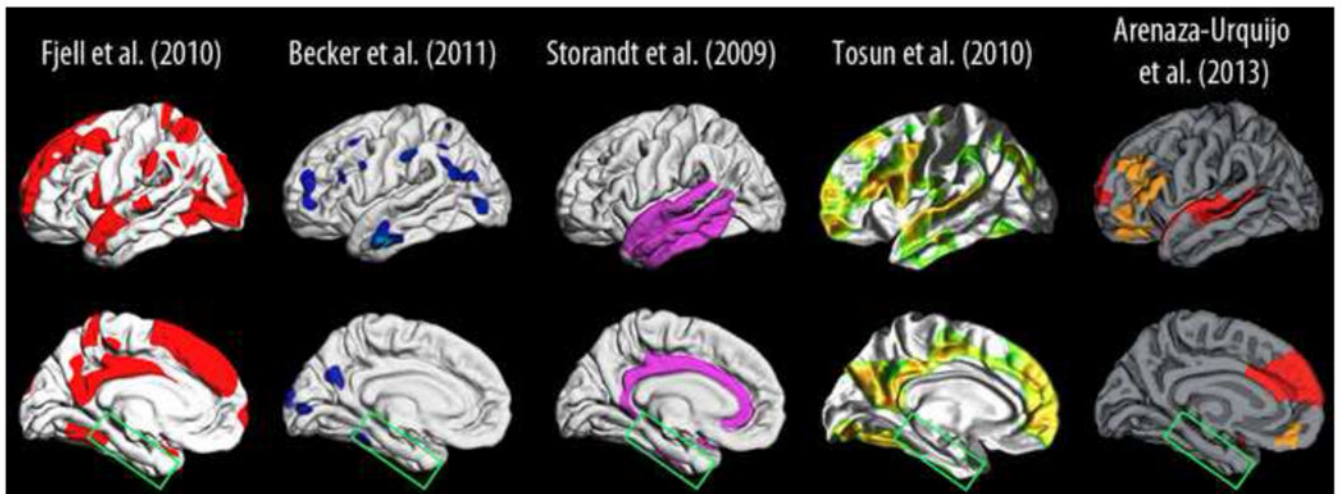 Fjell et al. (2010)
Becker et al. (2011)
Storandt et al. (2009)
Tosun et al. (2010)
Arenaza-Urquijo
et al. (2013)